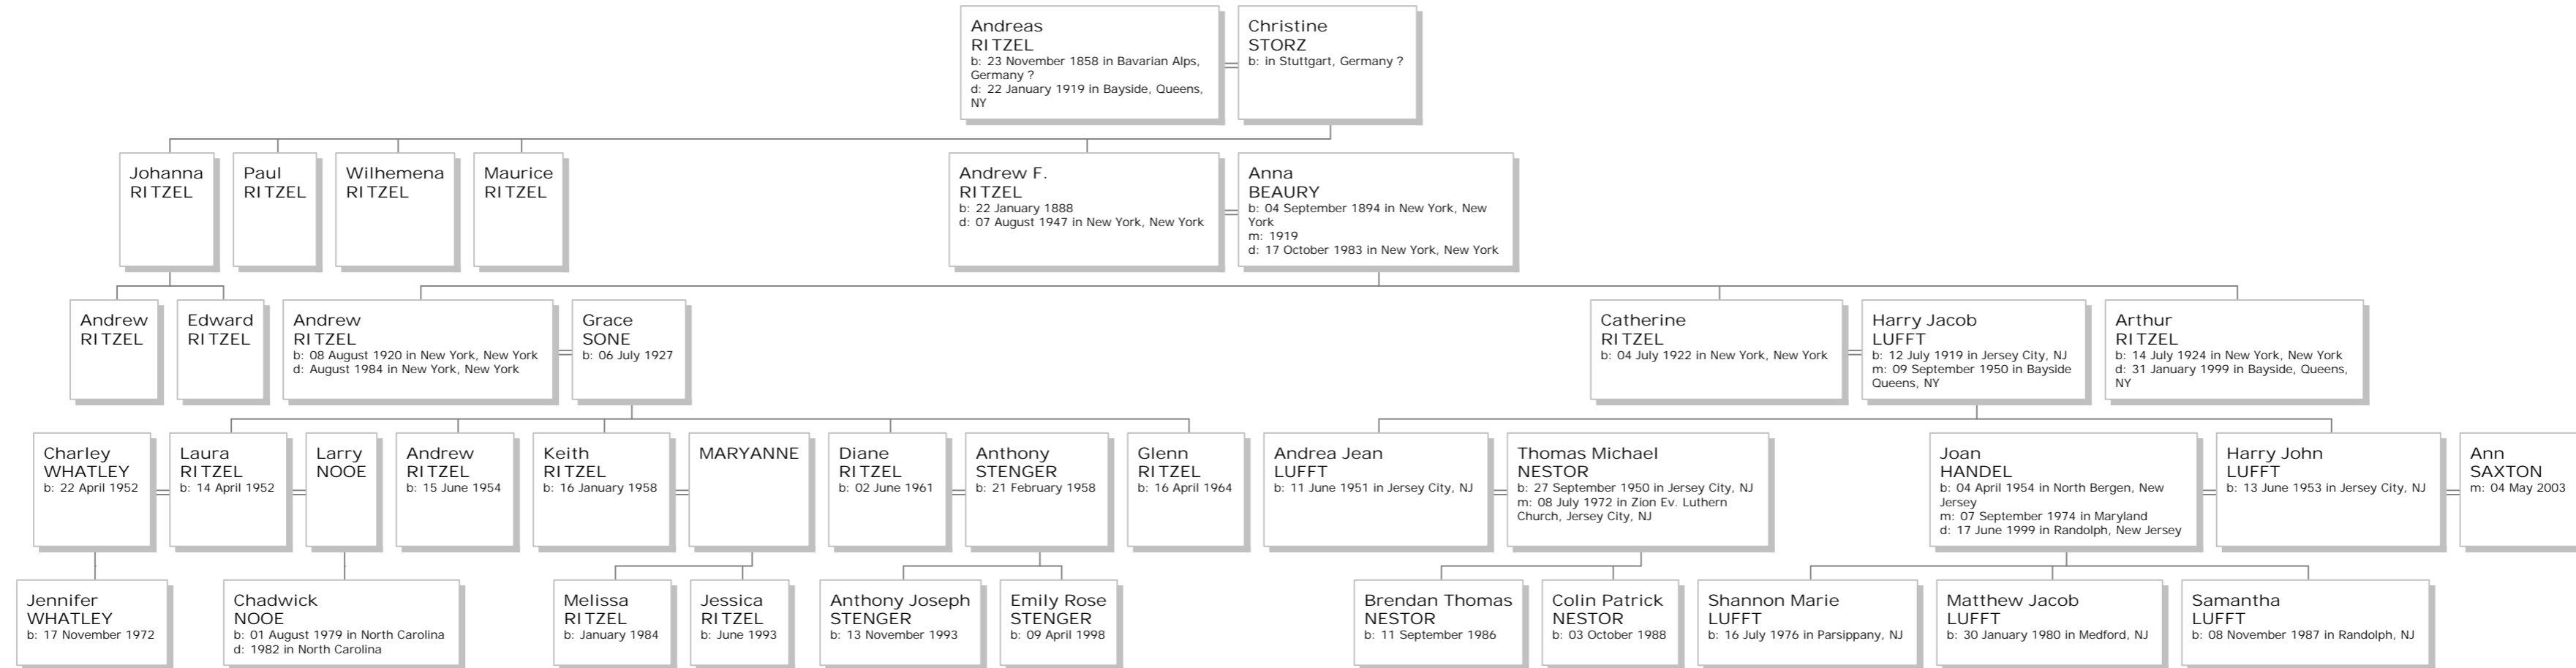 Andreas
RITZEL
b: 23 November 1858 in Bavarian Alps,
Germany ?
d: 22 January 1919 in Bayside, Queens,
NY
Christine
STORZ
b: in Stuttgart, Germany ?
Johanna
RITZEL
Paul
RITZEL
Wilhemena
RITZEL
Maurice
RITZEL
Andrew F.
RITZEL
b: 22 January 1888
d: 07 August 1947 in New York, New York
Anna
BEAURY
b: 04 September 1894 in New York, New
York
m: 1919
d: 17 October 1983 in New York, New York
Andrew
RITZEL
Edward
RITZEL
Andrew
RITZEL
b: 08 August 1920 in New York, New York
d: August 1984 in New York, New York
Grace
SONE
b: 06 July 1927
Catherine
RITZEL
b: 04 July 1922 in New York, New York
Harry Jacob
LUFFT
b: 12 July 1919 in Jersey City, NJ
m: 09 September 1950 in Bayside
Queens, NY
Arthur
RITZEL
b: 14 July 1924 in New York, New York
d: 31 January 1999 in Bayside, Queens,
NY
Charley
WHATLEY
b: 22 April 1952
Laura
RITZEL
b: 14 April 1952
Larry
NOOE
Andrew
RITZEL
b: 15 June 1954
Keith
RITZEL
b: 16 January 1958
MARYANNE
Diane
RITZEL
b: 02 June 1961
Anthony
STENGER
b: 21 February 1958
Glenn
RITZEL
b: 16 April 1964
Andrea Jean
LUFFT
b: 11 June 1951 in Jersey City, NJ
Thomas Michael
NESTOR
b: 27 September 1950 in Jersey City, NJ
m: 08 July 1972 in Zion Ev. Luthern
Church, Jersey City, NJ
Joan
HANDEL
b: 04 April 1954 in North Bergen, New
Jersey
m: 07 September 1974 in Maryland
d: 17 June 1999 in Randolph, New Jersey
Harry John
LUFFT
b: 13 June 1953 in Jersey City, NJ
Ann
SAXTON
m: 04 May 2003
Jennifer
WHATLEY
b: 17 November 1972
Chadwick
NOOE
b: 01 August 1979 in North Carolina
d: 1982 in North Carolina
Melissa
RITZEL
b: January 1984
Jessica
RITZEL
b: June 1993
Anthony Joseph
STENGER
b: 13 November 1993
Emily Rose
STENGER
b: 09 April 1998
Brendan Thomas
NESTOR
b: 11 September 1986
Colin Patrick
NESTOR
b: 03 October 1988
Shannon Marie
LUFFT
b: 16 July 1976 in Parsippany, NJ
Matthew Jacob
LUFFT
b: 30 January 1980 in Medford, NJ
Samantha
LUFFT
b: 08 November 1987 in Randolph, NJ